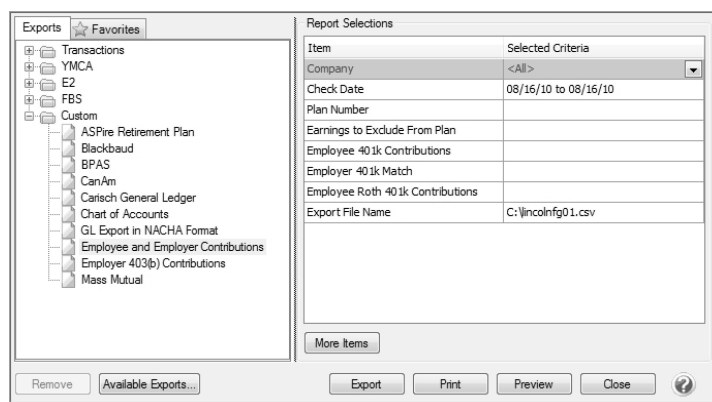 Exports Favorites
Transactions
YMCA
E2
FBS
Custom
ASPire Retirement Plan
Blackbaud
BPAS
CanAm
Carisch General Ledger
Chart of Accounts
GL Export in NACHA Format
Employee and Employer Contributions
Employer 403(b) Contributions
Mass Mutual
Remove Available Exports...
Report Selections
Item Selected Criteria
Company <All>
Check Date 08/16/10 to 08/16/10
Plan Number
Earnings to Exclude From Plan
Employee 401k Contributions
Employer 401k Match
Employee Roth 401k Contributions
Export File Name C:\lincolnfg01.csv
More Items
Export Print Preview Close ?